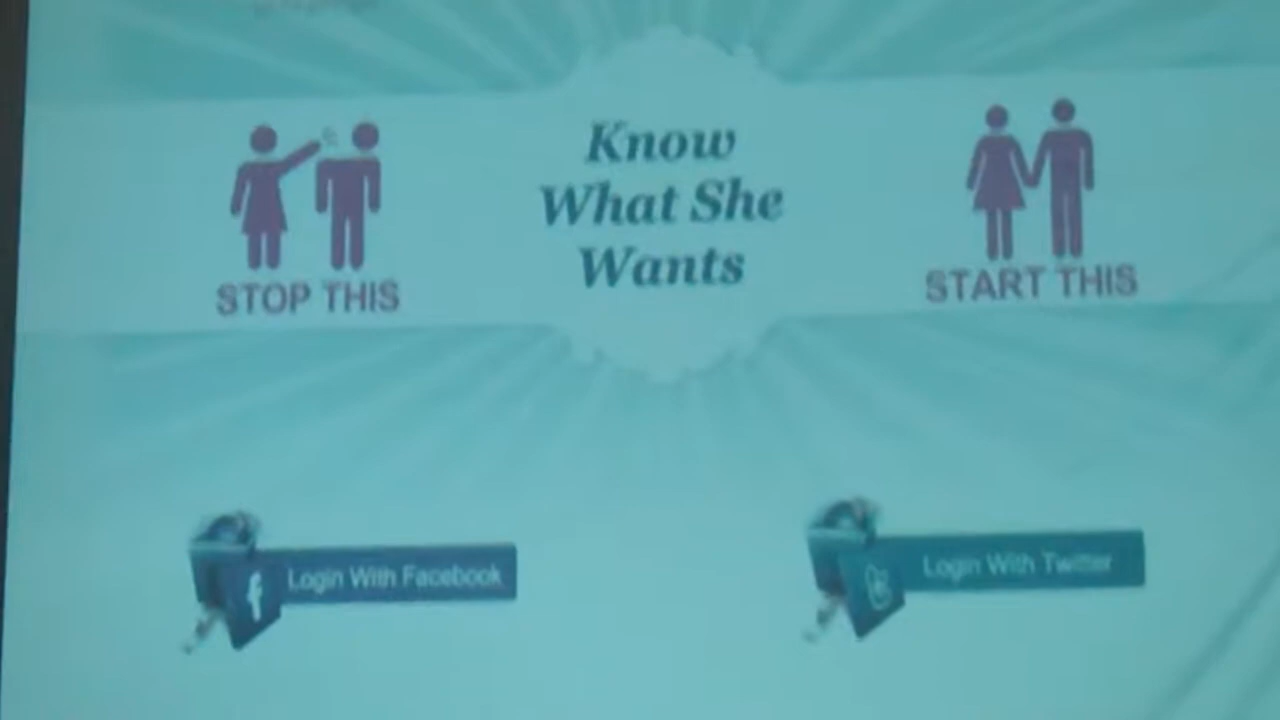 Know
What She
Wants
STOP THIS
START THIS
Login With Facebook
Login With Twitter